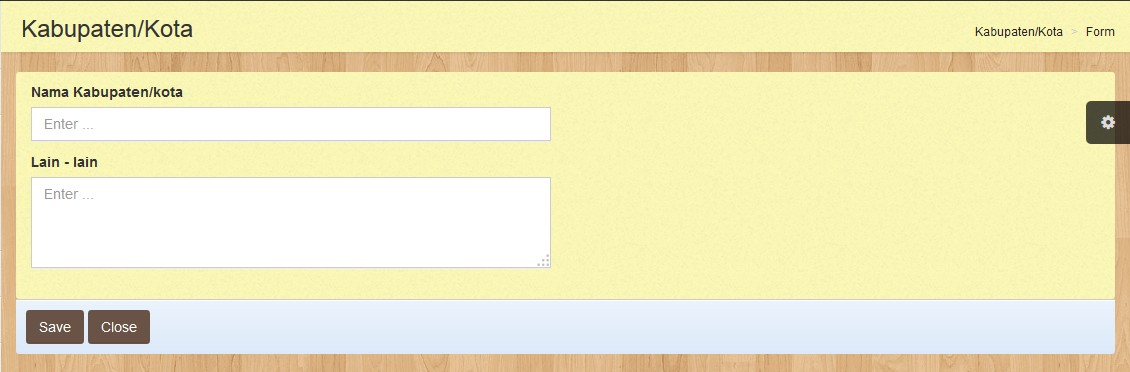 Kabupaten/Kota
Kabupaten/Kota > Form
Nama Kabupaten/kota
Enter ...
Lain - lain
Enter ...
Save Close